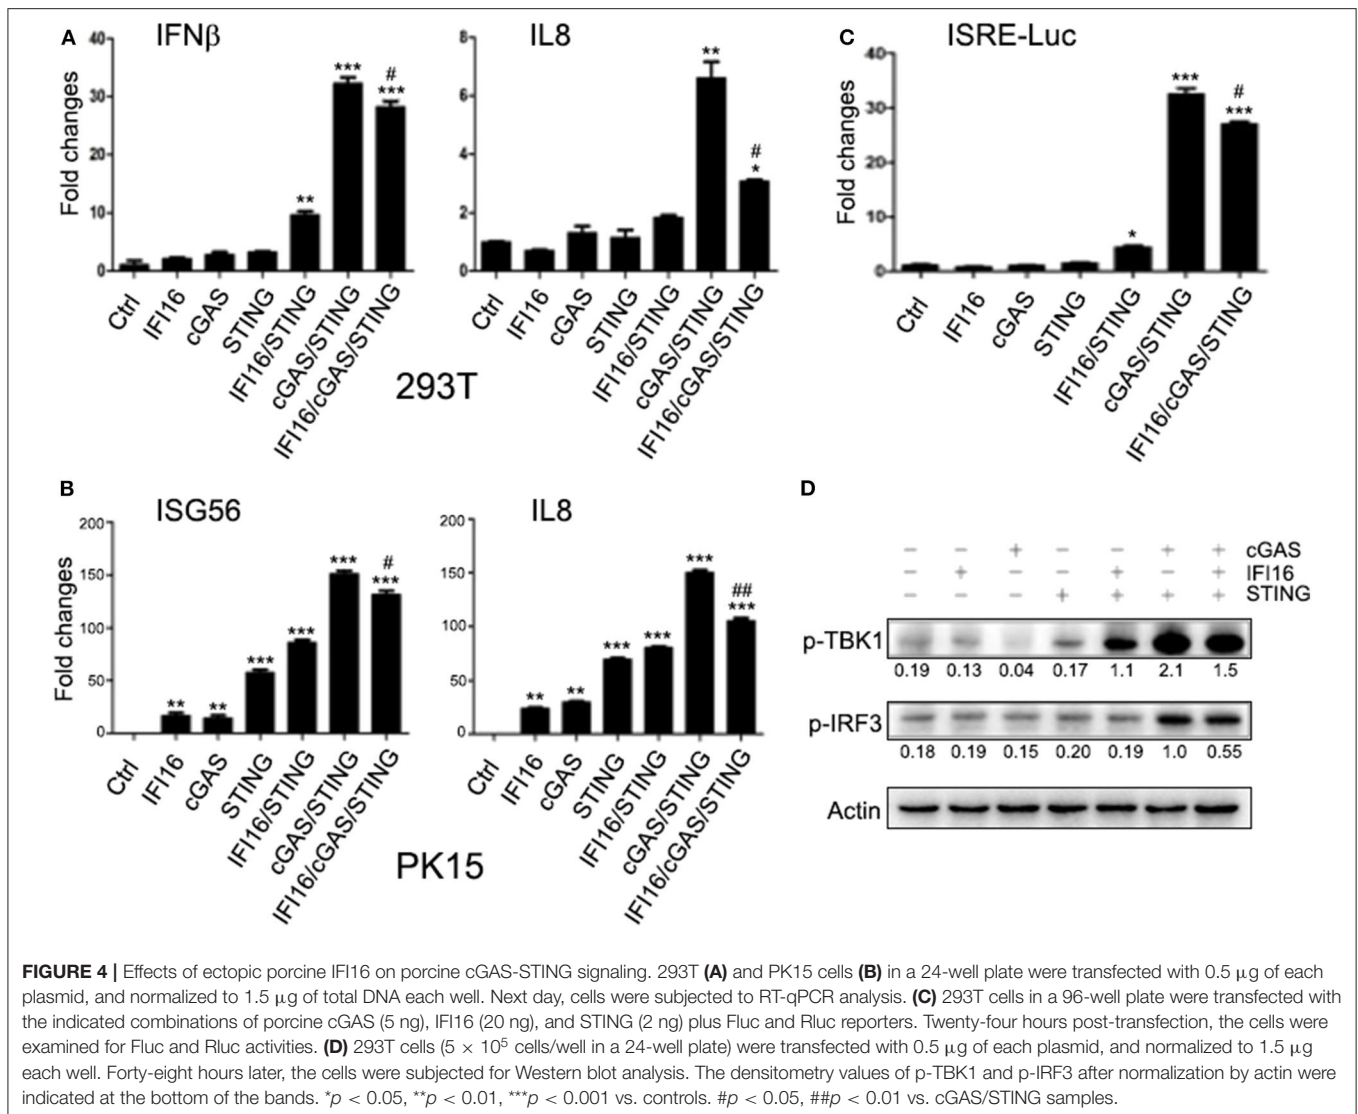 A
IFNβ
Fold changes
40
30
20
10
0
**
***
#
***
Ctrl
IFI16
cGAS
STING
IFI16/STING
cGAS/STING
IFI16/cGAS/STING
IL8
8
6
4
2
0
**
#
*
Ctrl
IFI16
cGAS
STING
IFI16/STING
cGAS/STING
IFI16/cGAS/STING
293T
C
ISRE-Luc
Fold changes
40
30
20
10
0
*
***
#
***
Ctrl
IFI16
cGAS
STING
IFI16/STING
cGAS/STING
IFI16/cGAS/STING
B
ISG56
Fold changes
200
150
100
50
0
**
**
***
***
***
#
***
Ctrl
IFI16
cGAS
STING
IFI16/STING
cGAS/STING
IFI16/cGAS/STING
IL8
200
150
100
50
0
**
**
***
***
***
##
***
Ctrl
IFI16
cGAS
STING
IFI16/STING
cGAS/STING
IFI16/cGAS/STING
PK15
D
− − + − − + + cGAS
− + − − + − + IFI16
− − − + + + + STING
p-TBK1
0.19 0.13 0.04 0.17 1.1 2.1 1.5
p-IRF3
0.18 0.19 0.15 0.20 0.19 1.0 0.55
Actin
FIGURE 4 | Effects of ectopic porcine IFI16 on porcine cGAS-STING signaling. 293T (A) and PK15 cells (B) in a 24-well plate were transfected with 0.5 μg of each
plasmid, and normalized to 1.5 μg of total DNA each well. Next day, cells were subjected to RT-qPCR analysis. (C) 293T cells in a 96-well plate were transfected with
the indicated combinations of porcine cGAS (5 ng), IFI16 (20 ng), and STING (2 ng) plus Fluc and Rluc reporters. Twenty-four hours post-transfection, the cells were
examined for Fluc and Rluc activities. (D) 293T cells (5 × 10⁵ cells/well in a 24-well plate) were transfected with 0.5 μg of each plasmid, and normalized to 1.5 μg
each well. Forty-eight hours later, the cells were subjected for Western blot analysis. The densitometry values of p-TBK1 and p-IRF3 after normalization by actin were
indicated at the bottom of the bands. *p < 0.05, **p < 0.01, ***p < 0.001 vs. controls. #p < 0.05, ##p < 0.01 vs. cGAS/STING samples.